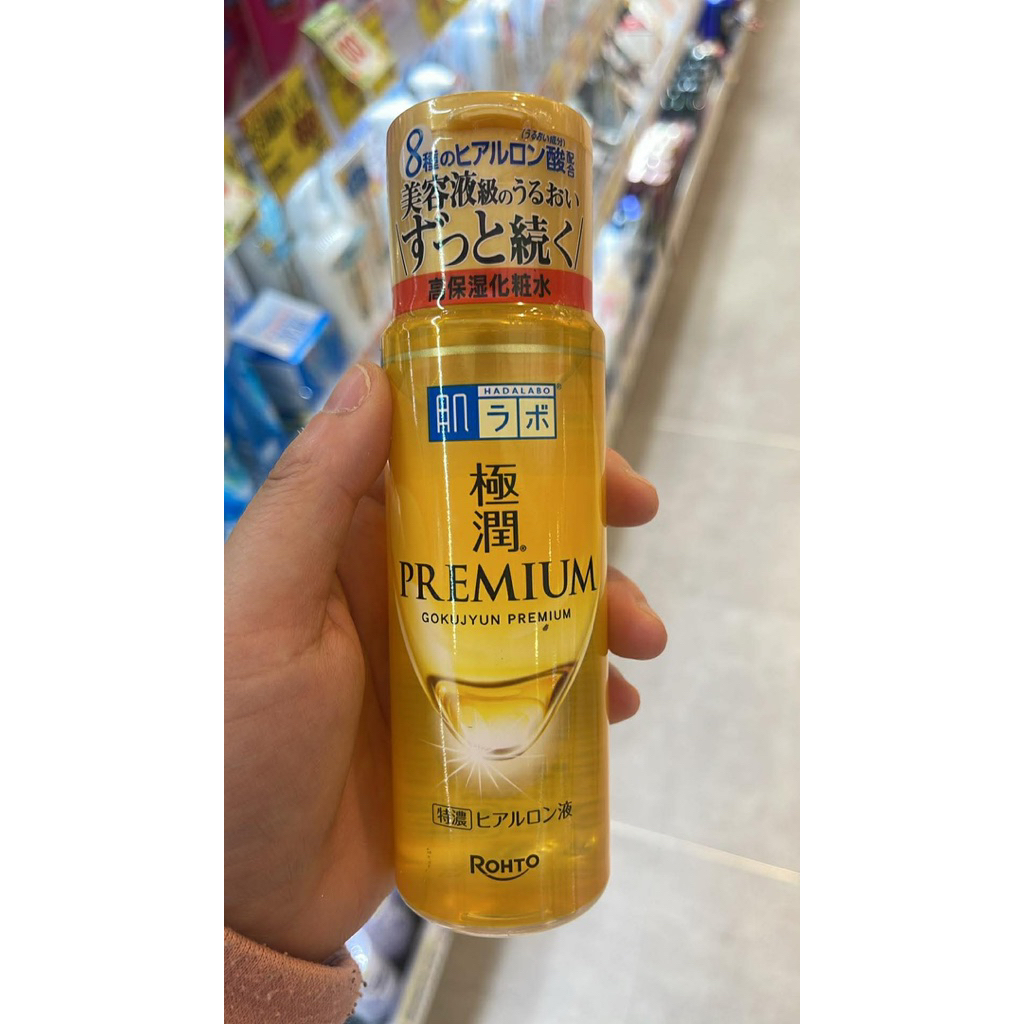 (うるおい成分)
8種のヒアルロン酸配合
美容液級のうるおい
\ずっと続く/
高保湿化粧水
HADALABO®
肌ラボ
極
潤®
PREMIUM
GOKUJYUN PREMIUM
特濃 ヒアルロン液
ROHTO